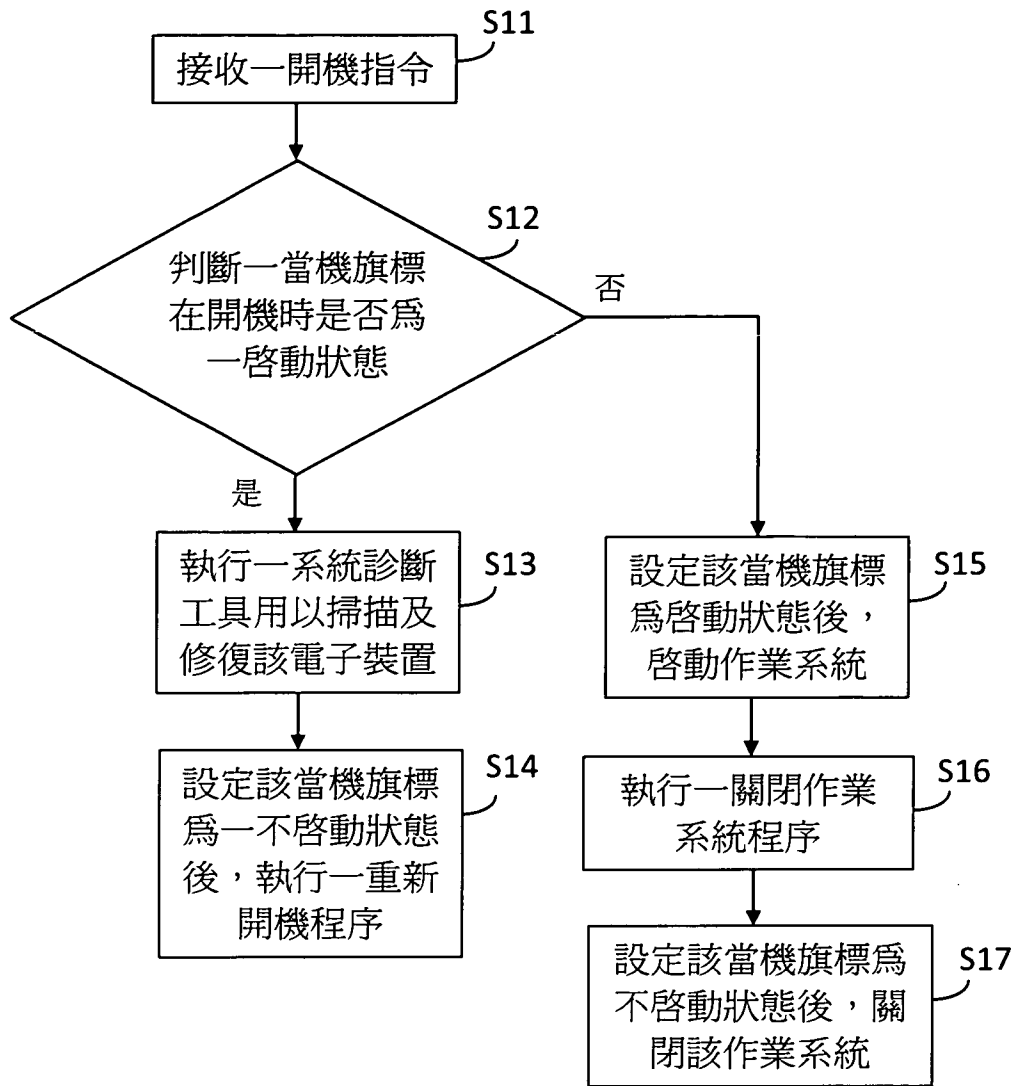 S11
接收一開機指令
S12
判斷一當機旗標
在開機時是否爲
一啓動狀態
否
是
S13
執行一系統診斷
工具用以掃描及
修復該電子裝置
S15
設定該當機旗標
爲啓動狀態後，
啓動作業系統
S14
設定該當機旗標
爲一不啓動狀態
後，執行一重新
開機程序
S16
執行一關閉作業
系統程序
S17
設定該當機旗標爲
不啓動狀態後，關
閉該作業系統